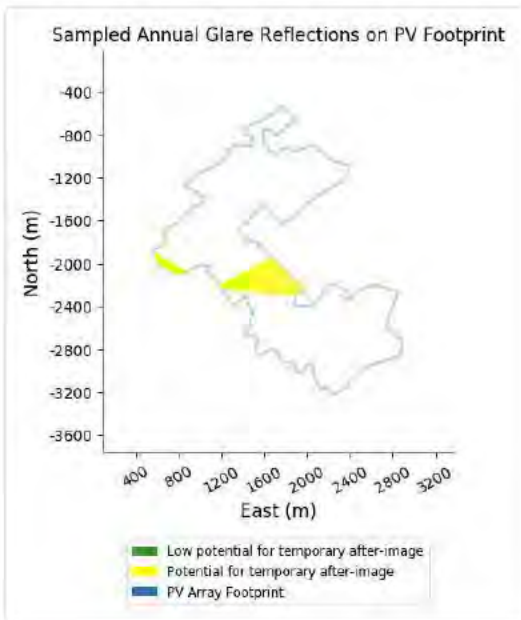 Sampled Annual Glare Reflections on PV Footprint
North (m)
-400
-800
-1200
-1600
-2000
-2400
-2800
-3200
-3600
400
800
1200
1600
2000
2400
2800
3200
East (m)
Low potential for temporary after-image
Potential for temporary after-image
PV Array Footprint